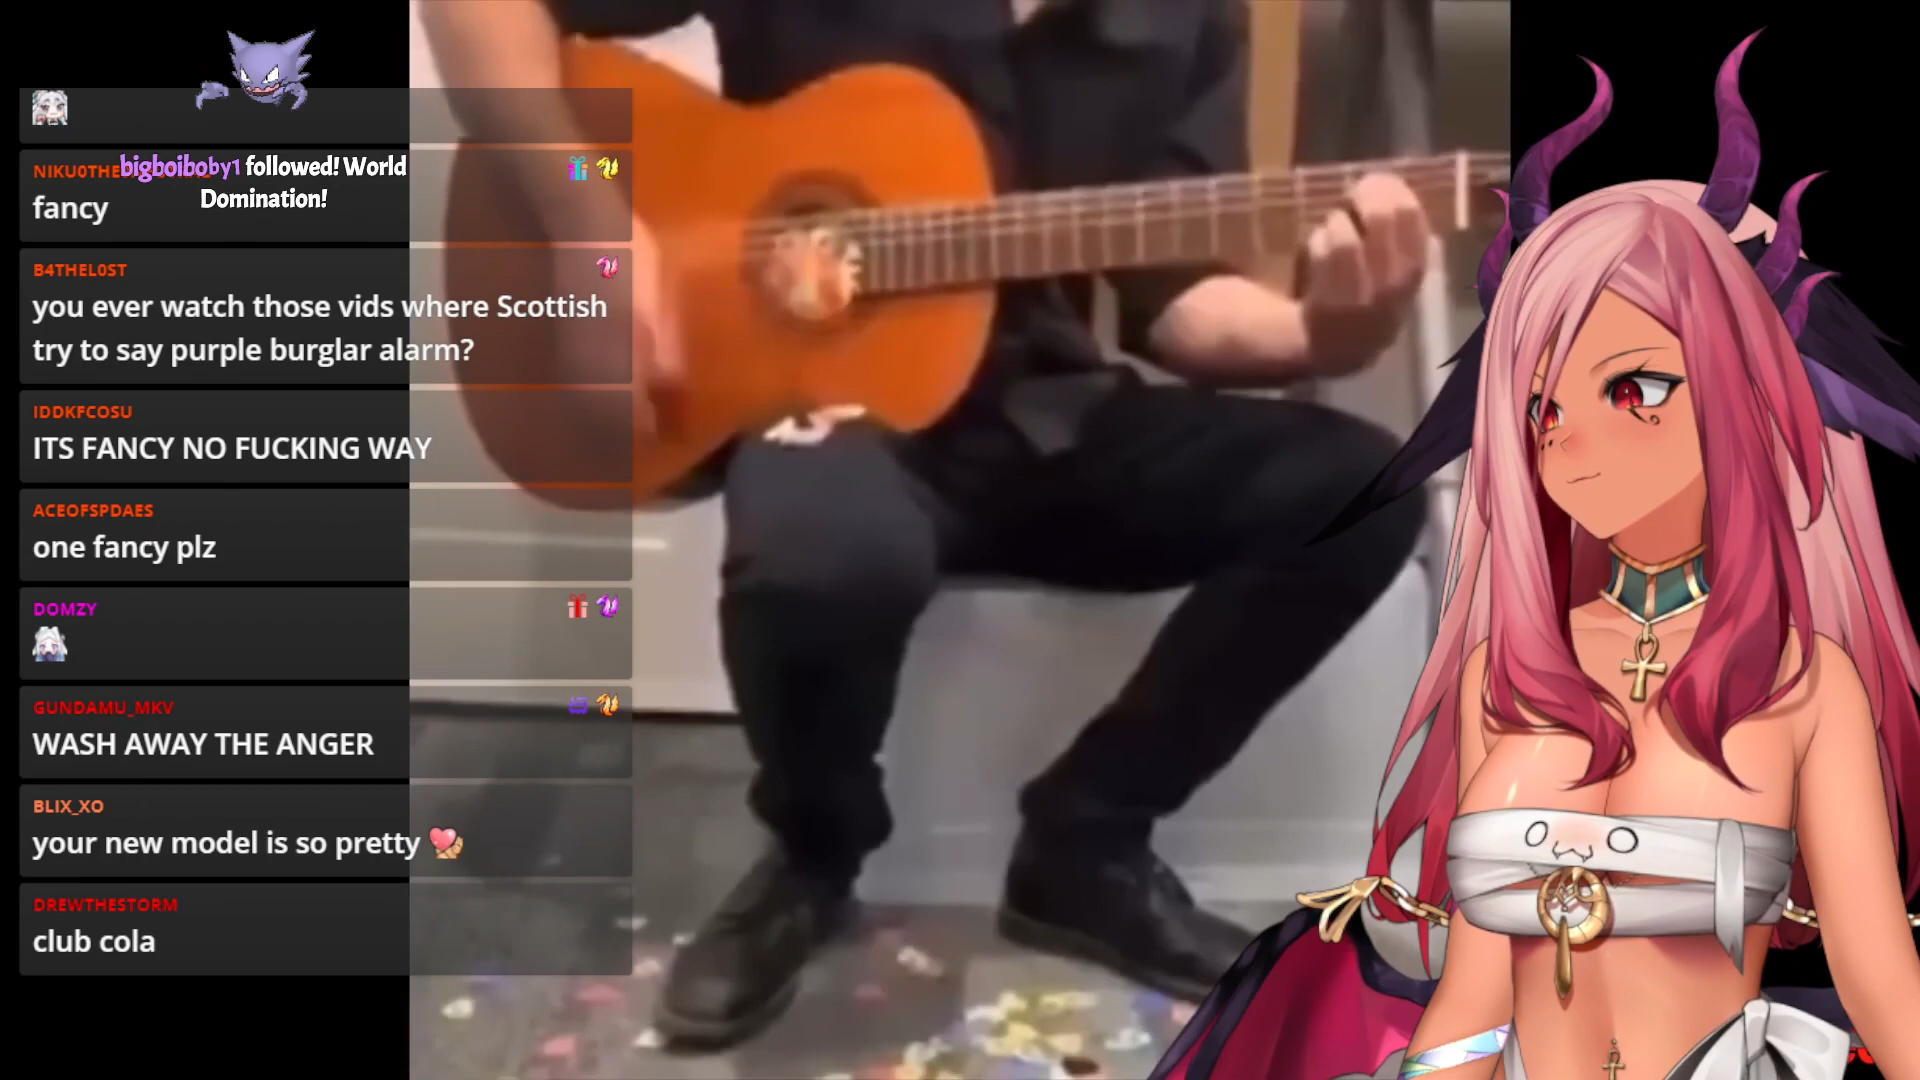 NIKU0THE
bigboiboby1 followed! World
Domination!
fancy
B4THEL0ST
you ever watch those vids where Scottish
try to say purple burglar alarm?
IDDKFCOSU
ITS FANCY NO FUCKING WAY
ACEOFSPDAES
one fancy plz
DOMZY
GUNDAMU_MKV
WASH AWAY THE ANGER
BLIX_XO
your new model is so pretty
DREWTHESTORM
club cola